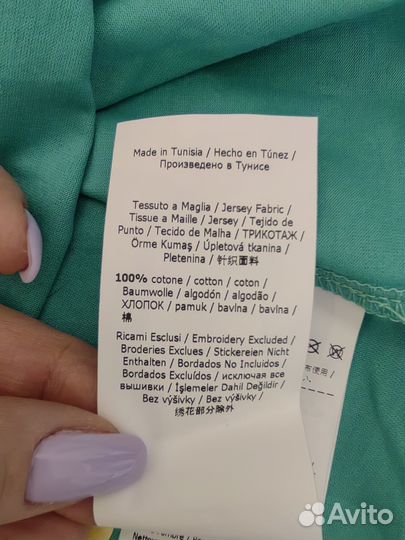 Made in Tunisia / Hecho en Túnez /
Произведено в Тунисе
Tessuto a Maglia / Jersey Fabric /
Tissue a Maille / Jersey / Tejido de
Punto / Tecido de Malha / ТРИКОТАЖ /
Örme Kumaş / Úpletová tkanina /
Pletenina / 针织面料
100% cotone / cotton / coton /
Baumwolle / algodón / algodão /
ХЛОПОК / pamuk / bavlna / bavlna /
棉
Ricami Esclusi / Embroidery Excluded /
Broderies Exclues / Stickereien Nicht
Enthalten / Bordados No Incluidos /
Bordados Excluídos / исключая все
вышивки / İşlemeler Dahil Değildir /
Bez výšivky / Bez výšivky /
绣花部分除外
布使用 /
Avito